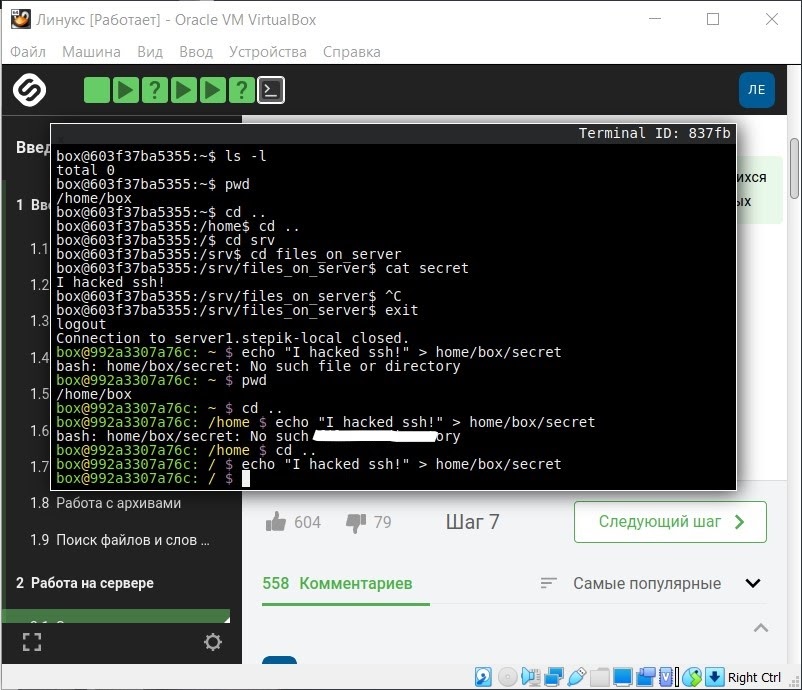 Линукс [Работает] - Oracle VM VirtualBox
Файл Машина Вид Ввод Устройства Справка
ЛЕ
Введ
Terminal ID: 837fb
box@603f37ba5355:~$ ls -l
total 0
box@603f37ba5355:~$ pwd
/home/box
box@603f37ba5355:~$ cd ..
box@603f37ba5355:/home$ cd ..
box@603f37ba5355:/$ cd srv
box@603f37ba5355:/srv$ cd files_on_server
box@603f37ba5355:/srv/files_on_server$ cat secret
I hacked ssh!
box@603f37ba5355:/srv/files_on_server$ ^C
box@603f37ba5355:/srv/files_on_server$ exit
logout
Connection to server1.stepik-local closed.
box@992a3307a76c: ~ $ echo "I hacked ssh!" > home/box/secret
bash: home/box/secret: No such file or directory
box@992a3307a76c: ~ $ pwd
/home/box
box@992a3307a76c: ~ $ cd ..
box@992a3307a76c: /home $ echo "I hacked ssh!" > home/box/secret
bash: home/box/secret: No such ory
box@992a3307a76c: /home $ cd ..
box@992a3307a76c: / $ echo "I hacked ssh!" > home/box/secret
box@992a3307a76c: / $
ихся
ых
1 Вве
1.1
1.2
1.3
1.4
1.5
1.6
1.7
1.8 Работа с архивами
1.9 Поиск файлов и слов ...
2 Работа на сервере
604 79 Шаг 7 Следующий шаг
558 Комментариев Самые популярные
Right Ctrl